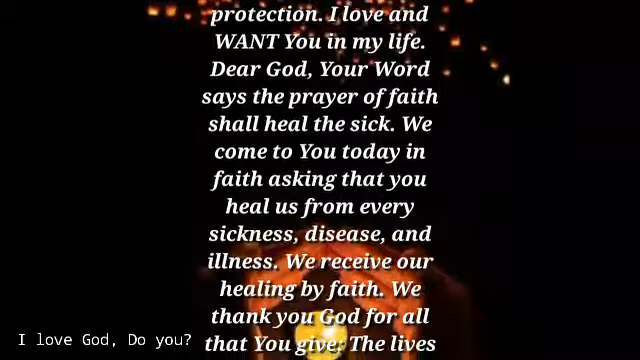 protection. I love and
WANT You in my life.
Dear God, Your Word
says the prayer of faith
shall heal the sick. We
come to You today in
faith asking that you
heal us from every
sickness, disease, and
illness. We receive our
healing by faith. We
thank you God for all
that You give: The lives
I love God, Do you?